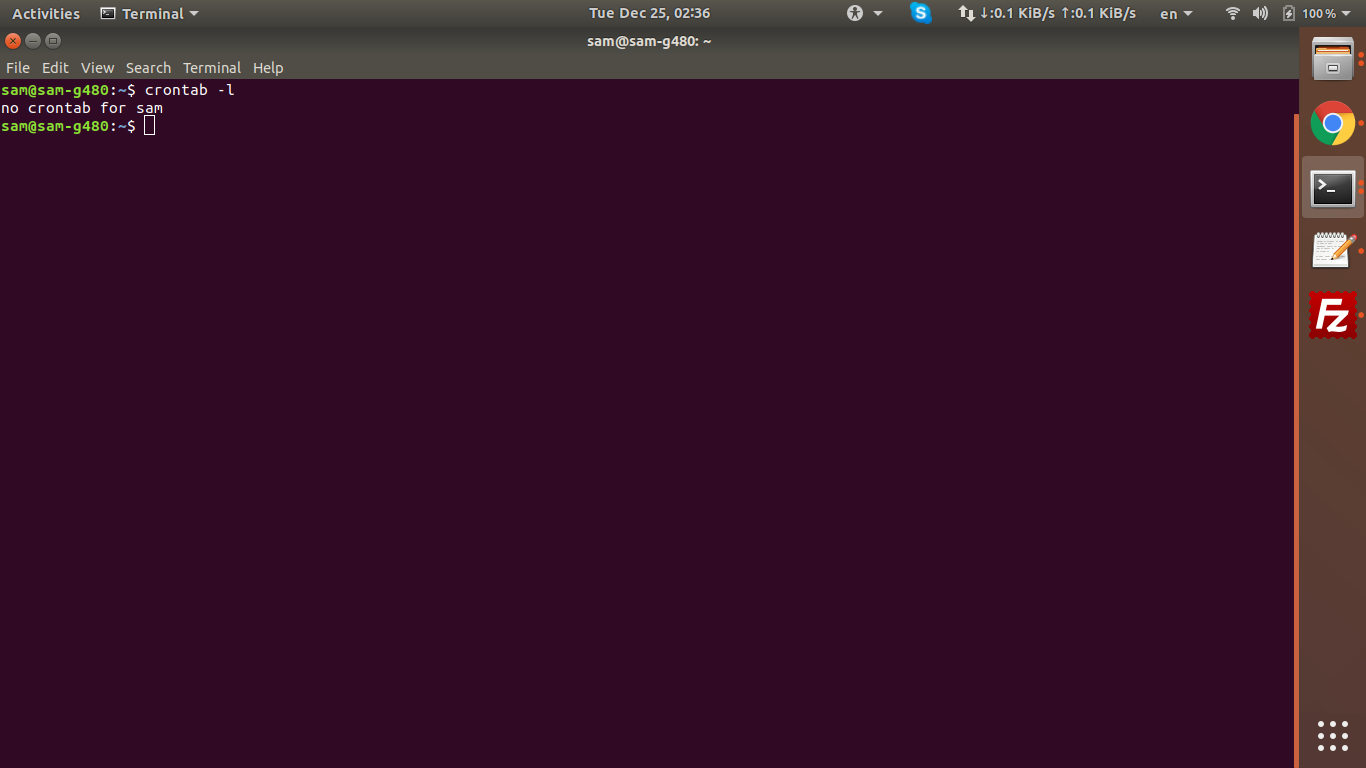 Activities Terminal Tue Dec 25, 02:36 S ↓:0.1 KiB/s ↑:0.1 KiB/s en 100 %
sam@sam-g480: ~
File Edit View Search Terminal Help
sam@sam-g480:~$ crontab -l
no crontab for sam
sam@sam-g480:~$
>_
Fz